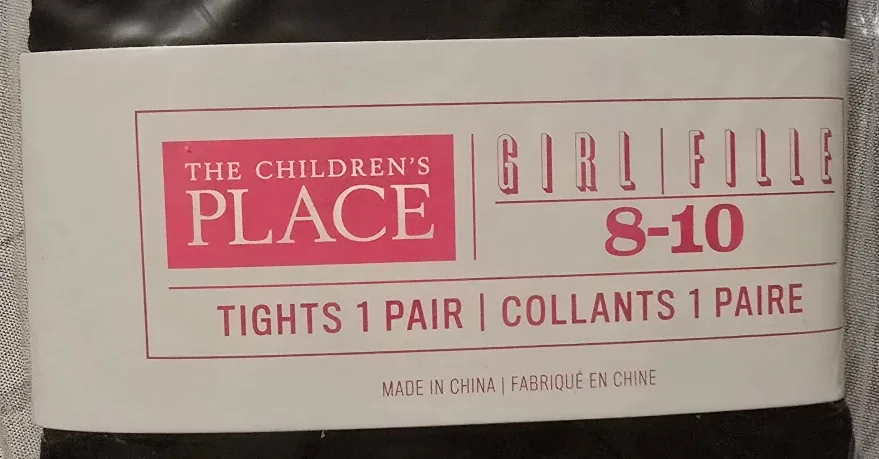 THE CHILDREN'S
PLACE
GIRL | FILLE
8-10
TIGHTS 1 PAIR | COLLANTS 1 PAIRE
MADE IN CHINA | FABRIQUÉ EN CHINE